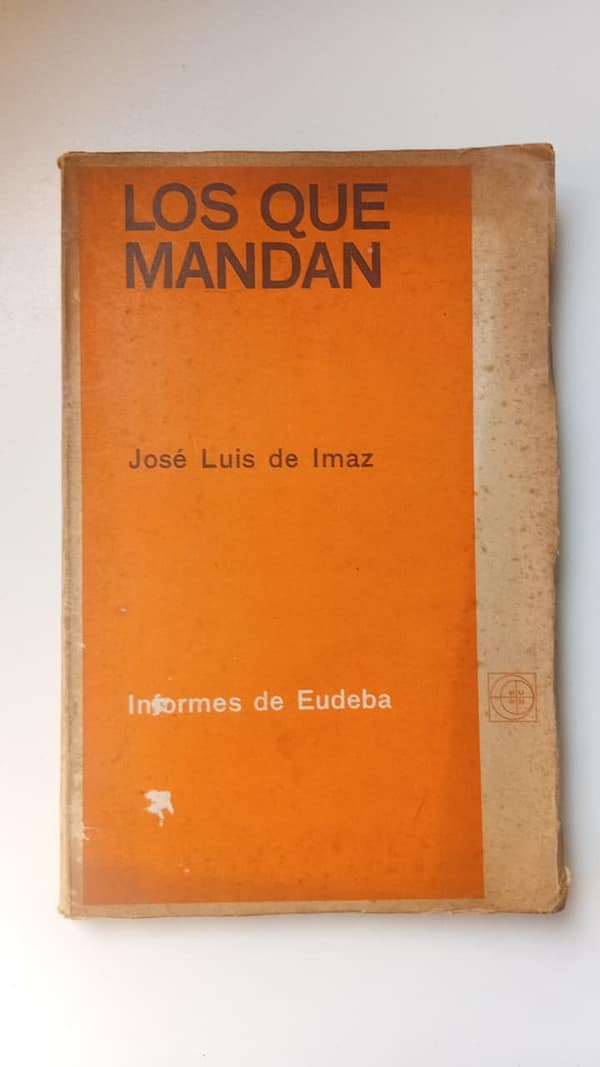 LOS QUE
MANDAN
José Luis de Imaz
Informes de Eudeba